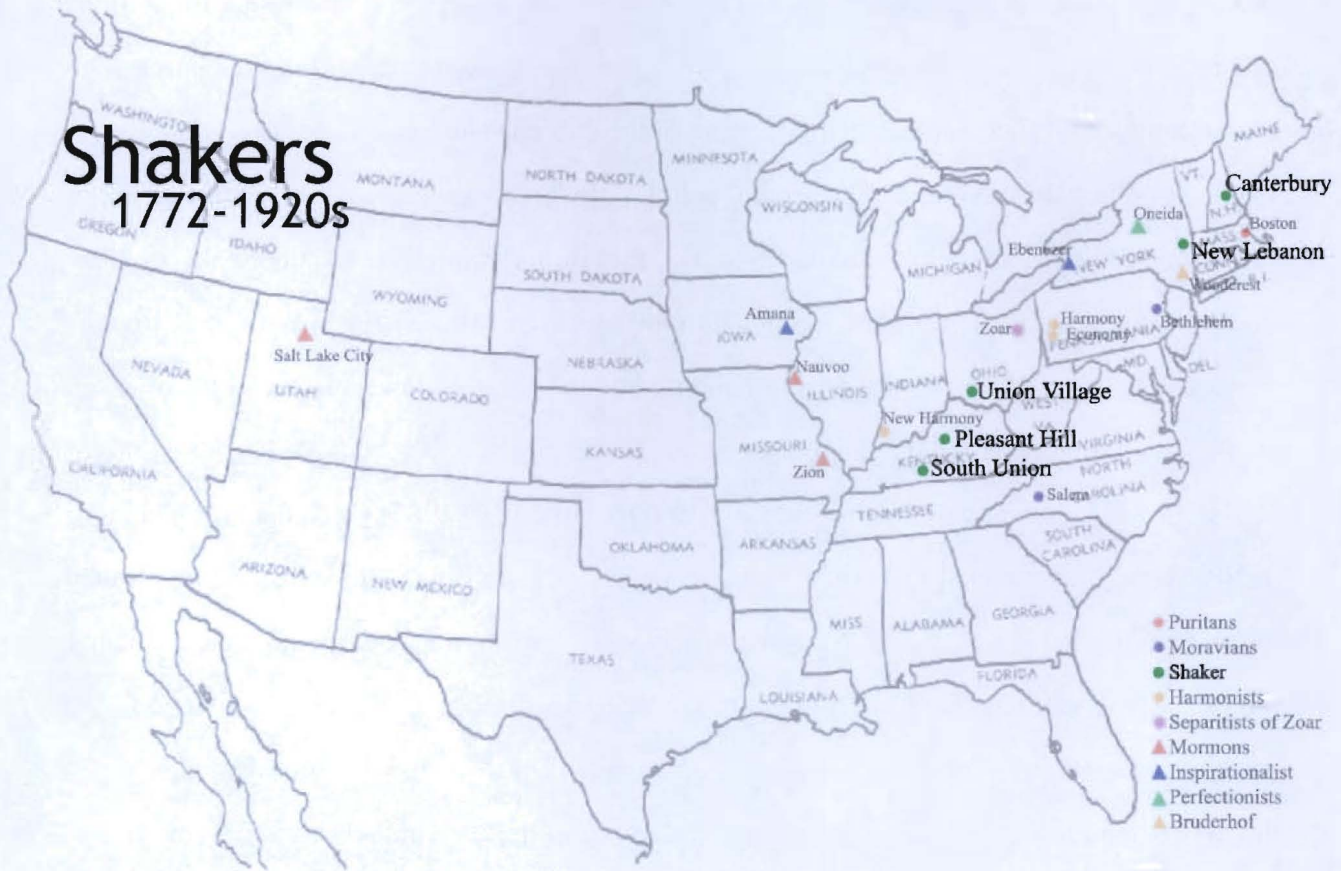 Shakers
1772-1920s
WASHINGTON
OREGON
IDAHO
MONTANA
NORTH DAKOTA
MINNESOTA
WISCONSIN
MICHIGAN
SOUTH DAKOTA
WYOMING
NEBRASKA
IOWA
Amana
NEVADA
UTAH
Salt Lake City
COLORADO
KANSAS
MISSOURI
Zion
Nauvoo
ILLINOIS
INDIANA
New Harmony
OHIO
Zoar
Union Village
Pleasant Hill
KENTUCKY
South Union
CALIFORNIA
ARIZONA
NEW MEXICO
OKLAHOMA
ARKANSAS
TENNESSEE
TEXAS
LOUISIANA
MISS
ALABAMA
GEORGIA
FLORIDA
SOUTH
CAROLINA
NORTH
CAROLINA
Salem
VIRGINIA
WEST
VA
MD.
DEL
Harmony
Economy
Bethlehem
Ebenezer
NEW YORK
Oneida
VT.
N.H.
MAINE
Canterbury
Boston
MASS
New Lebanon
CONN
Woodcrest
Puritans
Moravians
Shaker
Harmonists
Separitists of Zoar
Mormons
Inspirationalist
Perfectionists
Bruderhof